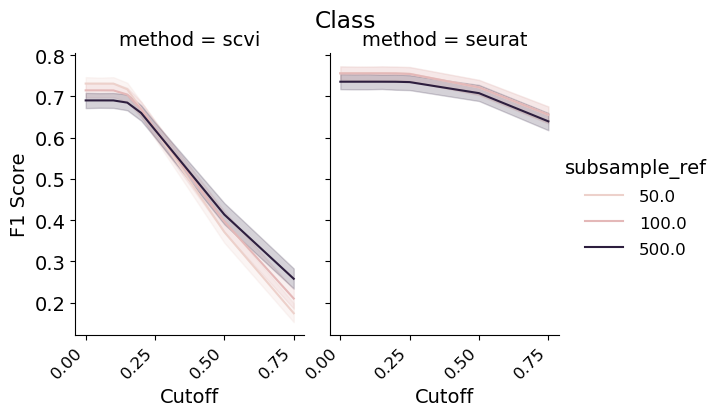 Class
method = scvi
method = seurat
F1 Score
0.8
0.7
0.6
0.5
0.4
0.3
0.2
0.00
0.25
0.50
0.75
Cutoff
0.00
0.25
0.50
0.75
Cutoff
subsample_ref
50.0
100.0
500.0